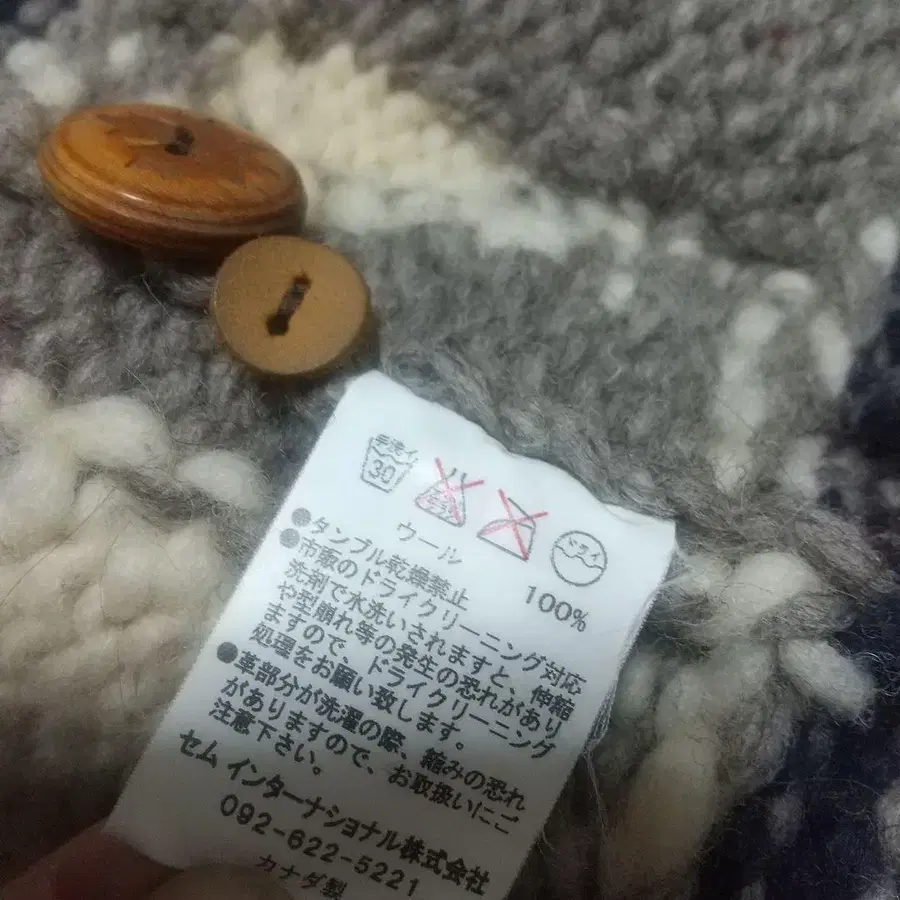 手洗イ
30
エンソサラシ
ドライ
ウール 100%
●タンブル乾燥禁止
●市販のドライクリーニング対応
洗剤で水洗いされますと、伸縮
や型崩れ等の発生の恐れがあり
ますので、ドライクリーニング
処理をお願い致します。
●革部分が洗濯の際、縮みの恐れ
がありますので、お取扱いにご
注意下さい。
セム インターナショナル株式会社
092-622-5221
カナダ製